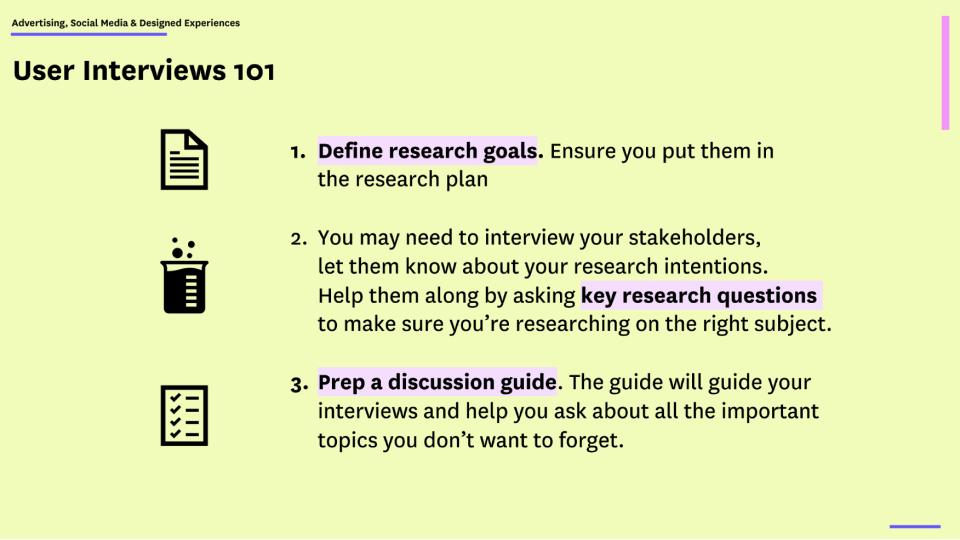 Advertising, Social Media & Designed Experiences
User Interviews 101
1. Define research goals. Ensure you put them in
the research plan
2. You may need to interview your stakeholders,
let them know about your research intentions.
Help them along by asking key research questions
to make sure you’re researching on the right subject.
3. Prep a discussion guide. The guide will guide your
interviews and help you ask about all the important
topics you don’t want to forget.